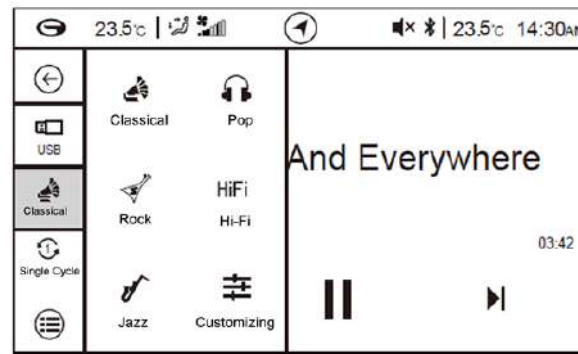 23.5°c 23.5°c 14:30AM
USB
Classical
Single Cycle
Classical Pop
Rock HiFi
Hi-Fi
Jazz Customizing
And Everywhere
03:42